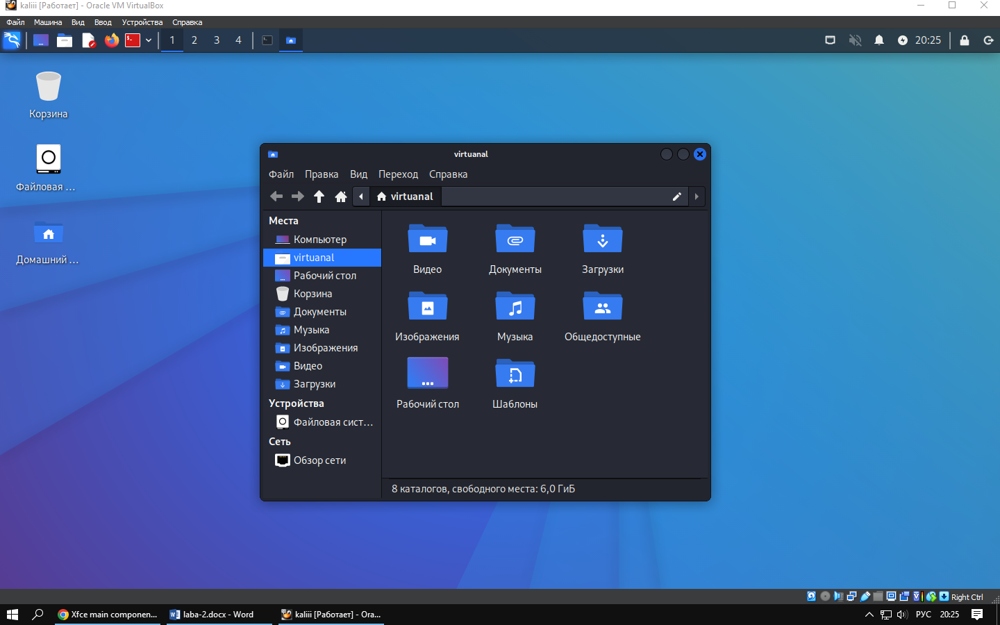 kaliii [Работает] - Oracle VM VirtualBox
Файл Машина Вид Ввод Устройства Справка
1 2 3 4 20:25
Корзина
Файловая ...
Домашний ...
virtuanal
Файл Правка Вид Переход Справка
virtuanal
Места
Компьютер
virtuanal
Рабочий стол
Корзина
Документы
Музыка
Изображения
Видео
Загрузки
Устройства
Файловая сист...
Сеть
Обзор сети
Видео Документы Загрузки
Изображения Музыка Общедоступные
Рабочий стол Шаблоны
8 каталогов, свободного места: 6,0 ГиБ
Right Ctrl
Xfce main componen... laba-2.docx - Word kaliii [Работает] - Ora... РУС 20:25